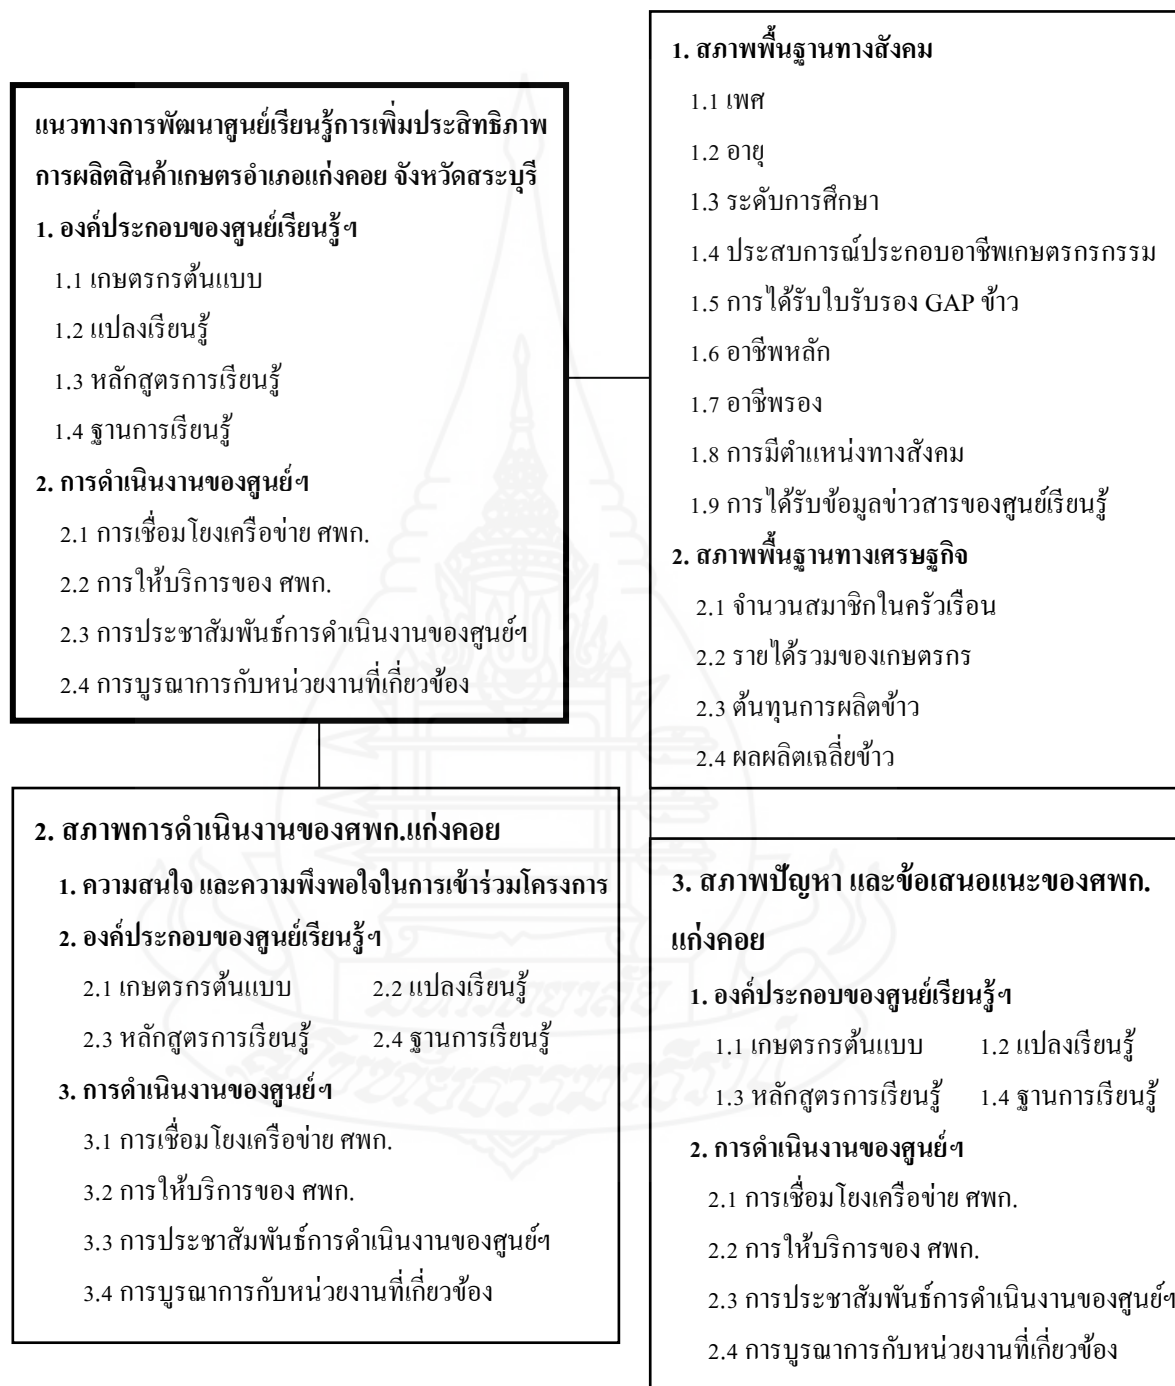 แนวทางการพัฒนาศูนย์เรียนรู้การเพิ่มประสิทธิภาพ
การผลิตสินค้าเกษตรอำเภอแก่งคอย จังหวัดสระบุรี
1. องค์ประกอบของศูนย์เรียนรู้ฯ
1.1 เกษตรกรต้นแบบ
1.2 แปลงเรียนรู้
1.3 หลักสูตรการเรียนรู้
1.4 ฐานการเรียนรู้
2. การดำเนินงานของศูนย์ฯ
2.1 การเชื่อมโยงเครือข่าย ศพก.
2.2 การให้บริการของ ศพก.
2.3 การประชาสัมพันธ์การดำเนินงานของศูนย์ฯ
2.4 การบูรณาการกับหน่วยงานที่เกี่ยวข้อง
1. สภาพพื้นฐานทางสังคม
1.1 เพศ
1.2 อายุ
1.3 ระดับการศึกษา
1.4 ประสบการณ์ประกอบอาชีพเกษตรกรกรรม
1.5 การได้รับใบรับรอง GAP ข้าว
1.6 อาชีพหลัก
1.7 อาชีพรอง
1.8 การมีตำแหน่งทางสังคม
1.9 การได้รับข้อมูลข่าวสารของศูนย์เรียนรู้
2. สภาพพื้นฐานทางเศรษฐกิจ
2.1 จำนวนสมาชิกในครัวเรือน
2.2 รายได้รวมของเกษตรกร
2.3 ต้นทุนการผลิตข้าว
2.4 ผลผลิตเฉลี่ยข้าว
2. สภาพการดำเนินงานของศพก.แก่งคอย
1. ความสนใจ และความพึงพอใจในการเข้าร่วมโครงการ
2. องค์ประกอบของศูนย์เรียนรู้ฯ
2.1 เกษตรกรต้นแบบ 2.2 แปลงเรียนรู้
2.3 หลักสูตรการเรียนรู้ 2.4 ฐานการเรียนรู้
3. การดำเนินงานของศูนย์ฯ
3.1 การเชื่อมโยงเครือข่าย ศพก.
3.2 การให้บริการของ ศพก.
3.3 การประชาสัมพันธ์การดำเนินงานของศูนย์ฯ
3.4 การบูรณาการกับหน่วยงานที่เกี่ยวข้อง
3. สภาพปัญหา และข้อเสนอแนะของศพก.
แก่งคอย
1. องค์ประกอบของศูนย์เรียนรู้ฯ
1.1 เกษตรกรต้นแบบ 1.2 แปลงเรียนรู้
1.3 หลักสูตรการเรียนรู้ 1.4 ฐานการเรียนรู้
2. การดำเนินงานของศูนย์ฯ
2.1 การเชื่อมโยงเครือข่าย ศพก.
2.2 การให้บริการของ ศพก.
2.3 การประชาสัมพันธ์การดำเนินงานของศูนย์ฯ
2.4 การบูรณาการกับหน่วยงานที่เกี่ยวข้อง
มหาวิทยาลัย
สุโขทัยธรรมาธิราช